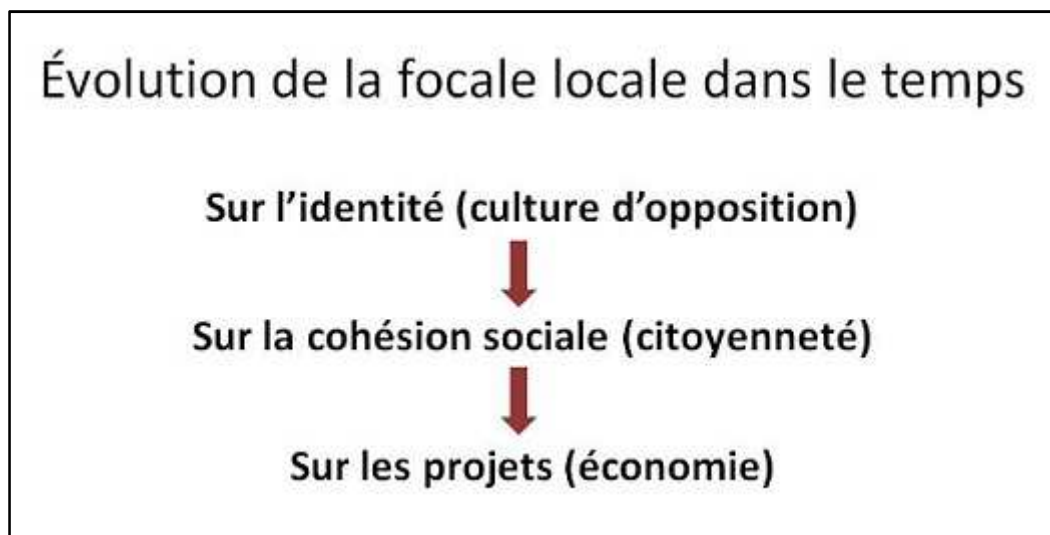 Évolution de la focale locale dans le temps
Sur l’identité (culture d’opposition)
Sur la cohésion sociale (citoyenneté)
Sur les projets (économie)